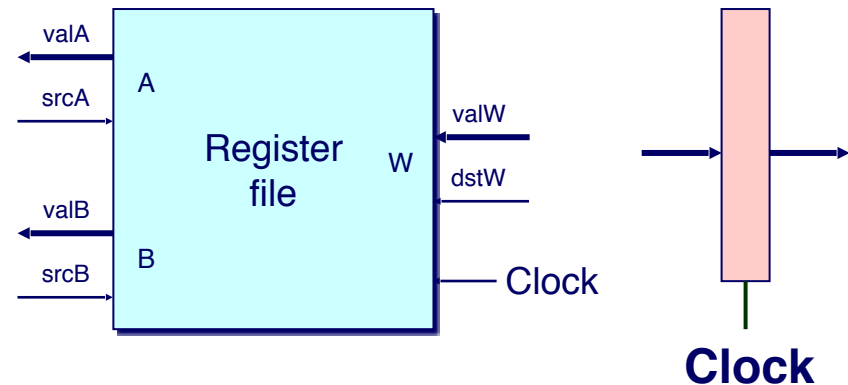 valA
A
srcA
Register
file
valB
B
srcB
valW
W
dstW
Clock
Clock